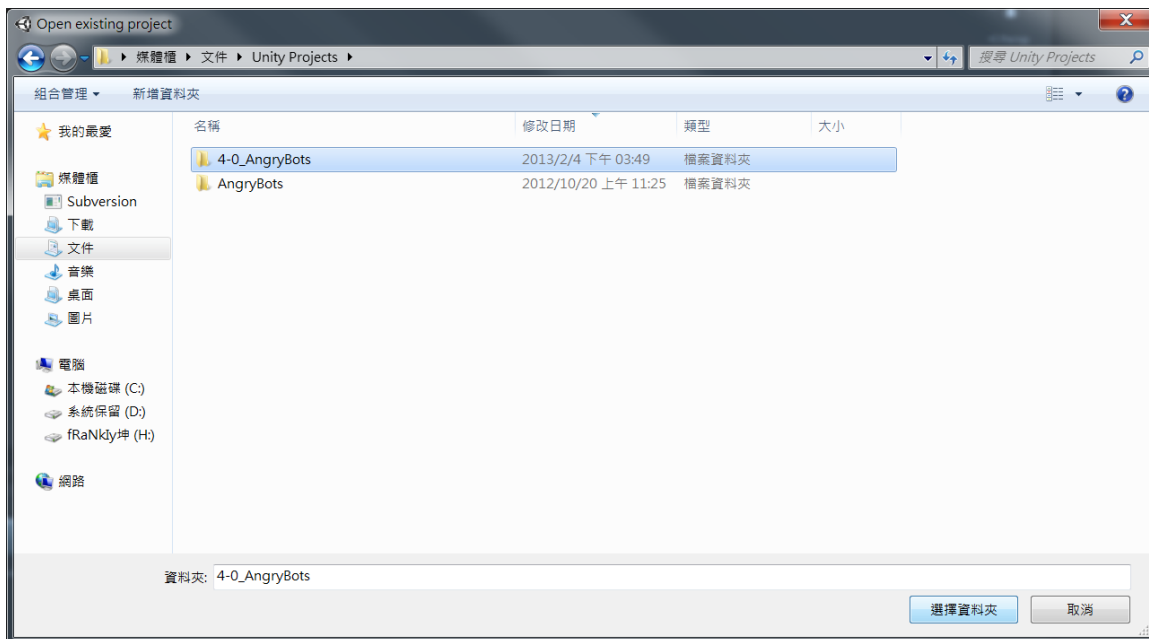 Open existing project
媒體櫃 ▸ 文件 ▸ Unity Projects ▸
搜尋 Unity Projects
組合管理 ▾ 新增資料夾
我的最愛
媒體櫃
Subversion
下載
文件
音樂
桌面
圖片
電腦
本機磁碟 (C:)
系統保留 (D:)
fRaNkIy坤 (H:)
網路
名稱 修改日期 類型 大小
4-0_AngryBots 2013/2/4 下午 03:49 檔案資料夾
AngryBots 2012/10/20 上午 11:25 檔案資料夾
資料夾: 4-0_AngryBots
選擇資料夾 取消